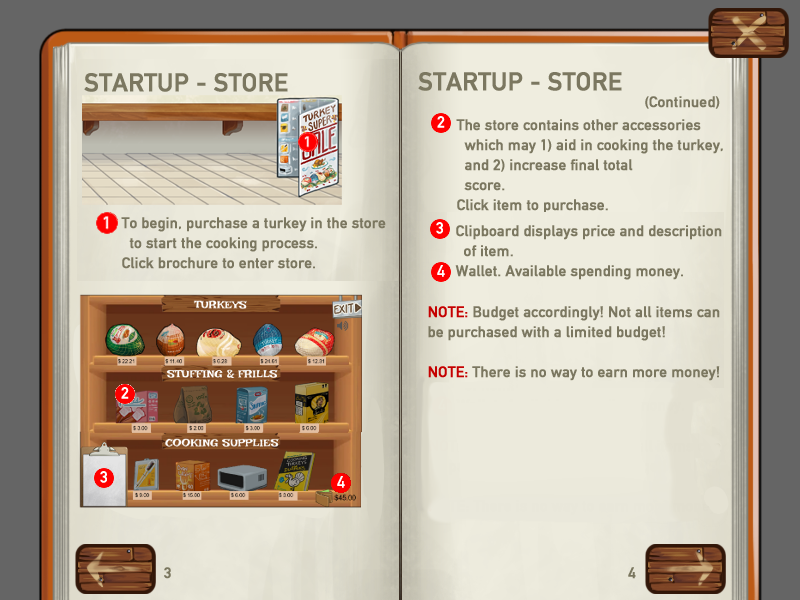 STARTUP - STORE
TURKEY
SUPER
SALE
1
1 To begin, purchase a turkey in the store
to start the cooking process.
Click brochure to enter store.
TURKEYS
EXIT
$ 22.21
$ 11.40
$ 6.28
$ 24.61
$ 12.31
STUFFING & FRILLS
2
$ 3.00
$ 2.00
$ 3.50
$ 6.00
COOKING SUPPLIES
3
4
$ 15.00
$ 6.00
$ 3.00
$45.00
3
STARTUP - STORE
(Continued)
2 The store contains other accessories
which may 1) aid in cooking the turkey,
and 2) increase final total
score.
Click item to purchase.
3 Clipboard displays price and description
of item.
4 Wallet. Available spending money.
NOTE: Budget accordingly! Not all items can
be purchased with a limited budget!
NOTE: There is no way to earn more money!
4